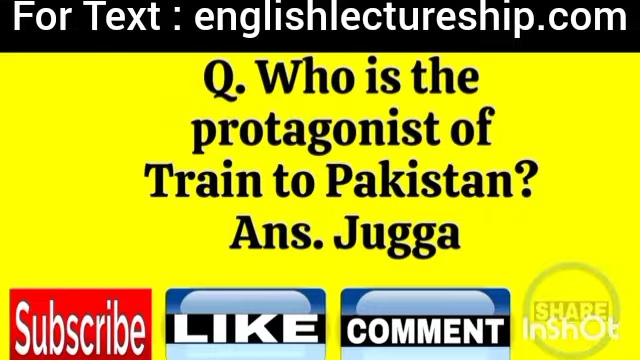 For Text : englishlectureship.com
Q. Who is the
protagonist of
Train to Pakistan?
Ans. Jugga
Subscribe
LIKE
COMMENT
SHARE
InShOt